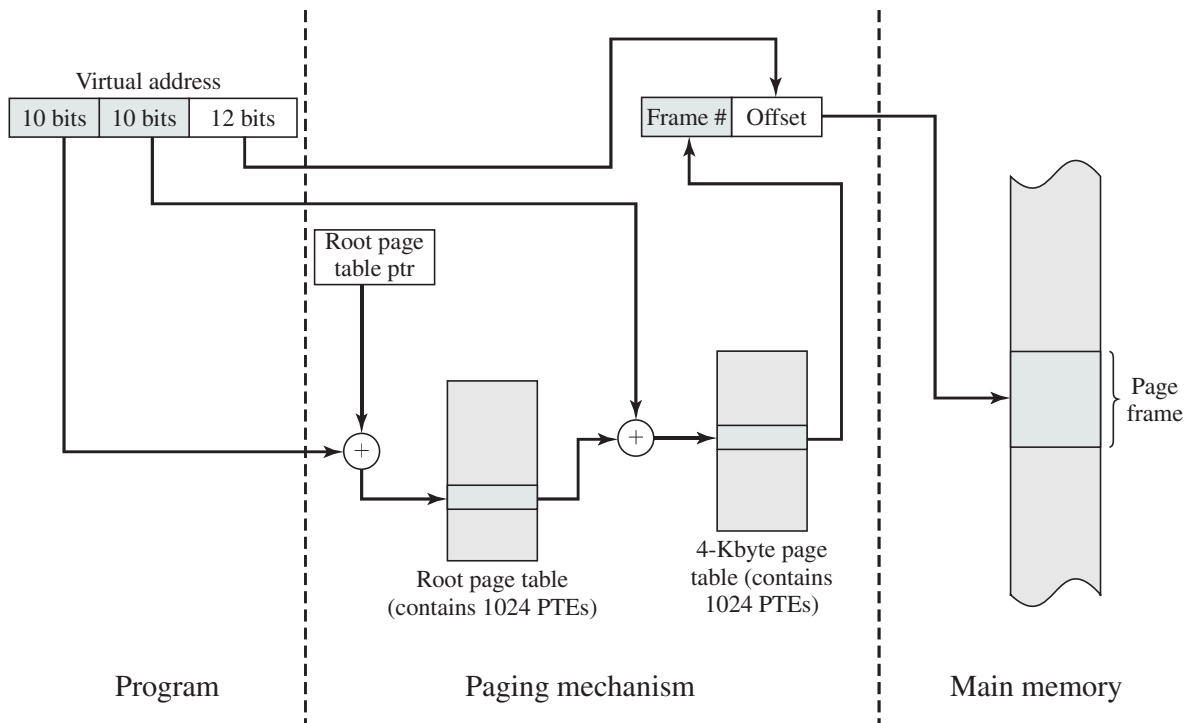 Virtual address
10 bits 10 bits 12 bits
Frame # Offset
Root page
table ptr
+
+
Page
frame
4-Kbyte page
table (contains
1024 PTEs)
Root page table
(contains 1024 PTEs)
Program
Paging mechanism
Main memory